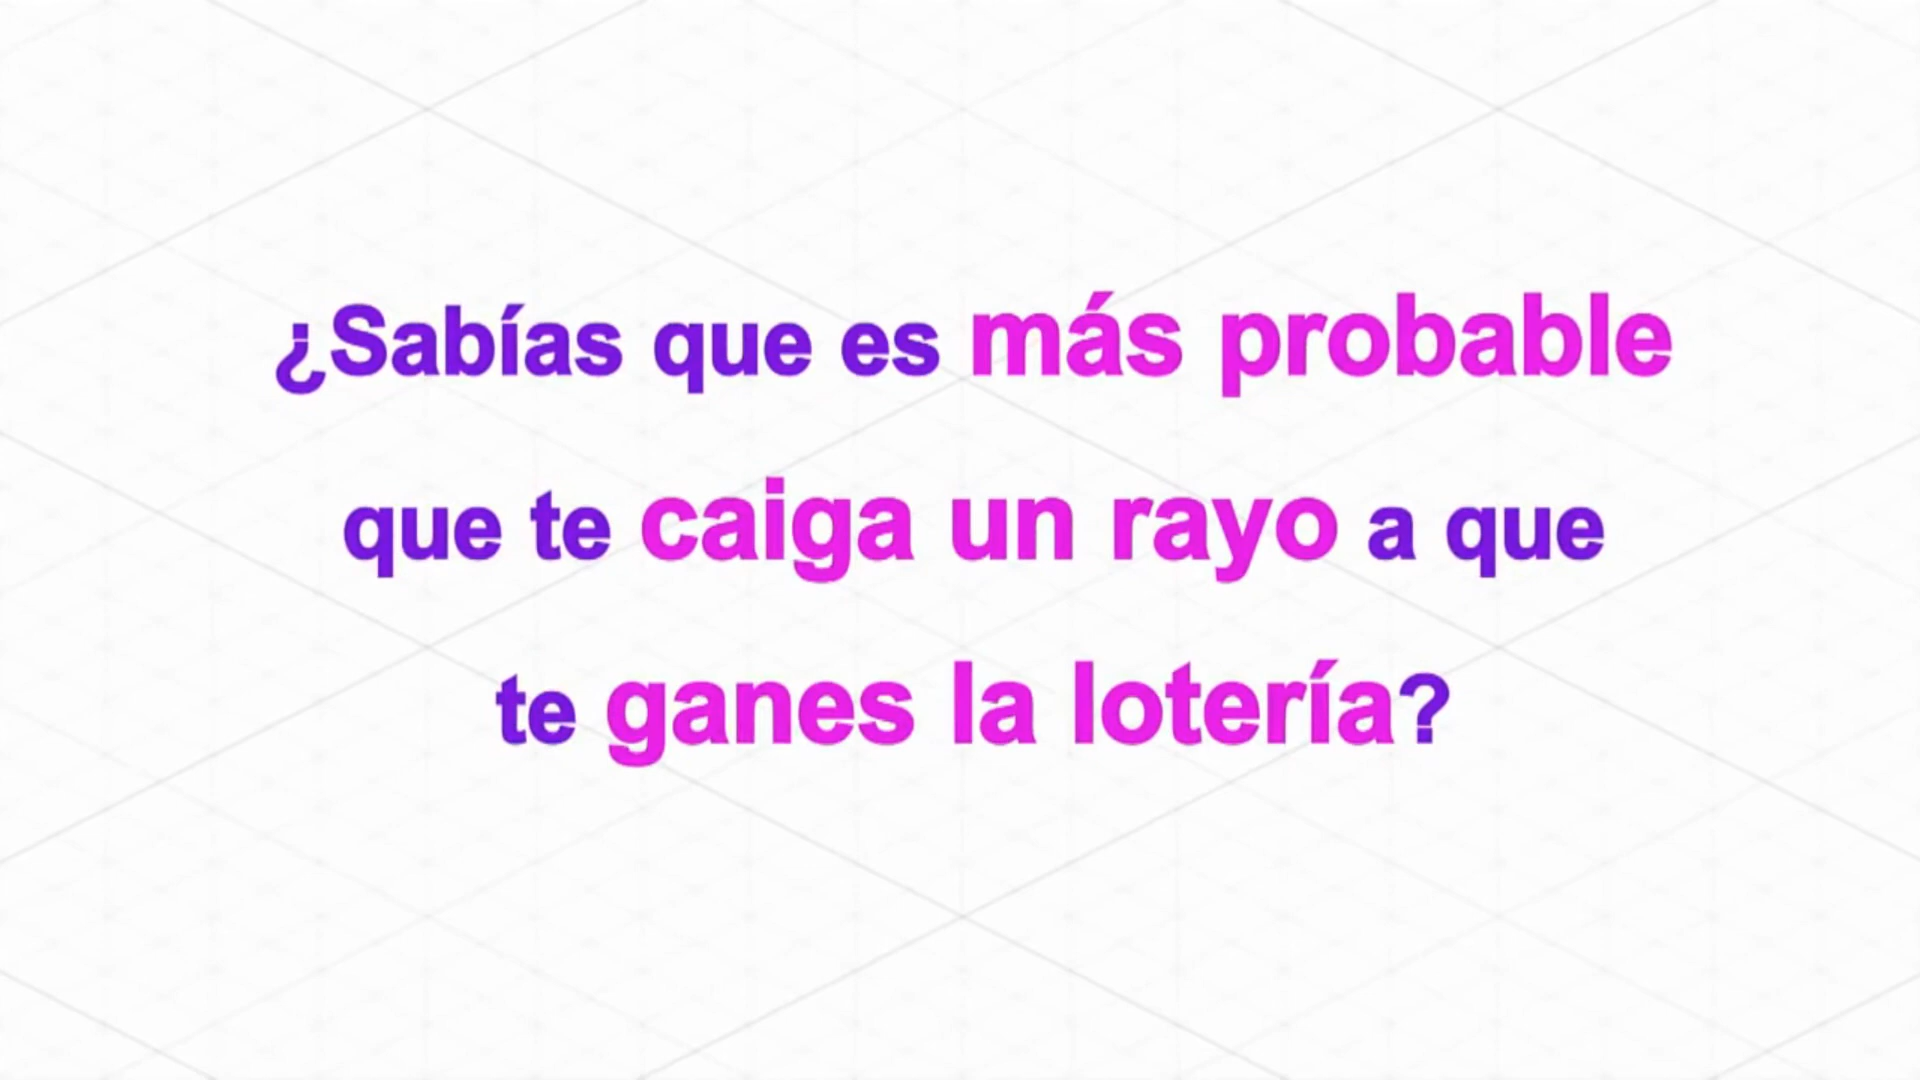 ¿Sabías que es más probable
que te caiga un rayo a que
te ganes la lotería?